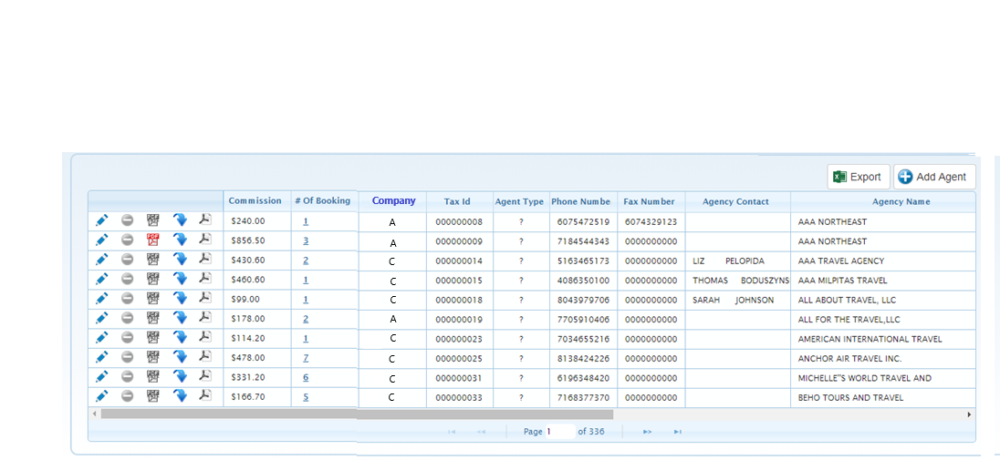 Export Add Agent
Commission # Of Booking Company Tax Id Agent Type Phone Numbe Fax Number Agency Contact Agency Name
$240.00 1 A 000000008 ? 6075472519 6074329123 AAA NORTHEAST
$856.50 3 A 000000009 ? 7184544343 0000000000 AAA NORTHEAST
$430.60 2 C 000000014 ? 5163465173 0000000000 LIZ PELOPIDA AAA TRAVEL AGENCY
$460.60 1 C 000000015 ? 4086350100 0000000000 THOMAS BODUSZYNS AAA MILPITAS TRAVEL
$99.00 1 C 000000018 ? 8043979706 0000000000 SARAH JOHNSON ALL ABOUT TRAVEL, LLC
$178.00 2 A 000000019 ? 7705910406 0000000000 ALL FOR THE TRAVEL,LLC
$114.20 1 C 000000023 ? 7034655216 0000000000 AMERICAN INTERNATIONAL TRAVEL
$478.00 7 C 000000025 ? 8138424226 0000000000 ANCHOR AIR TRAVEL INC.
$331.20 6 C 000000031 ? 6196348420 0000000000 MICHELLE"S WORLD TRAVEL AND
$166.70 5 C 000000033 ? 7168377370 0000000000 BEHO TOURS AND TRAVEL
Page 1 of 336